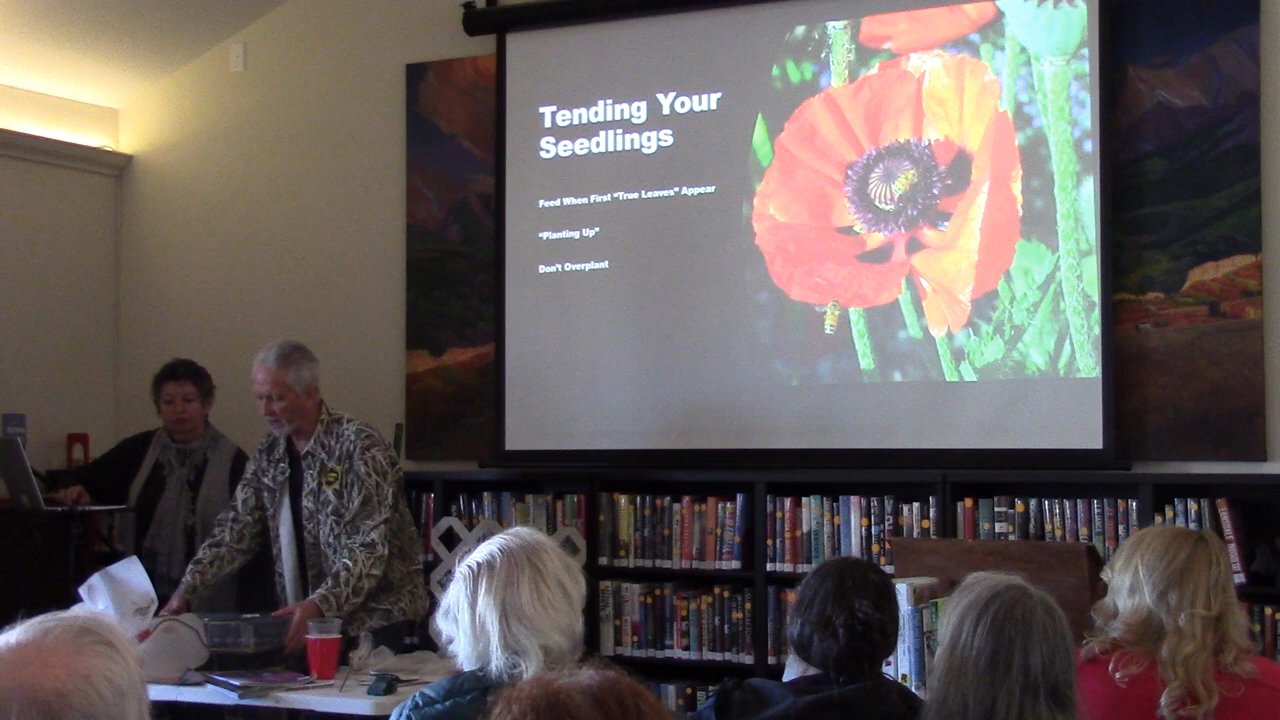 Tending Your
Seedlings
Feed When First “True Leaves” Appear
“Planting Up”
Don’t Overplant